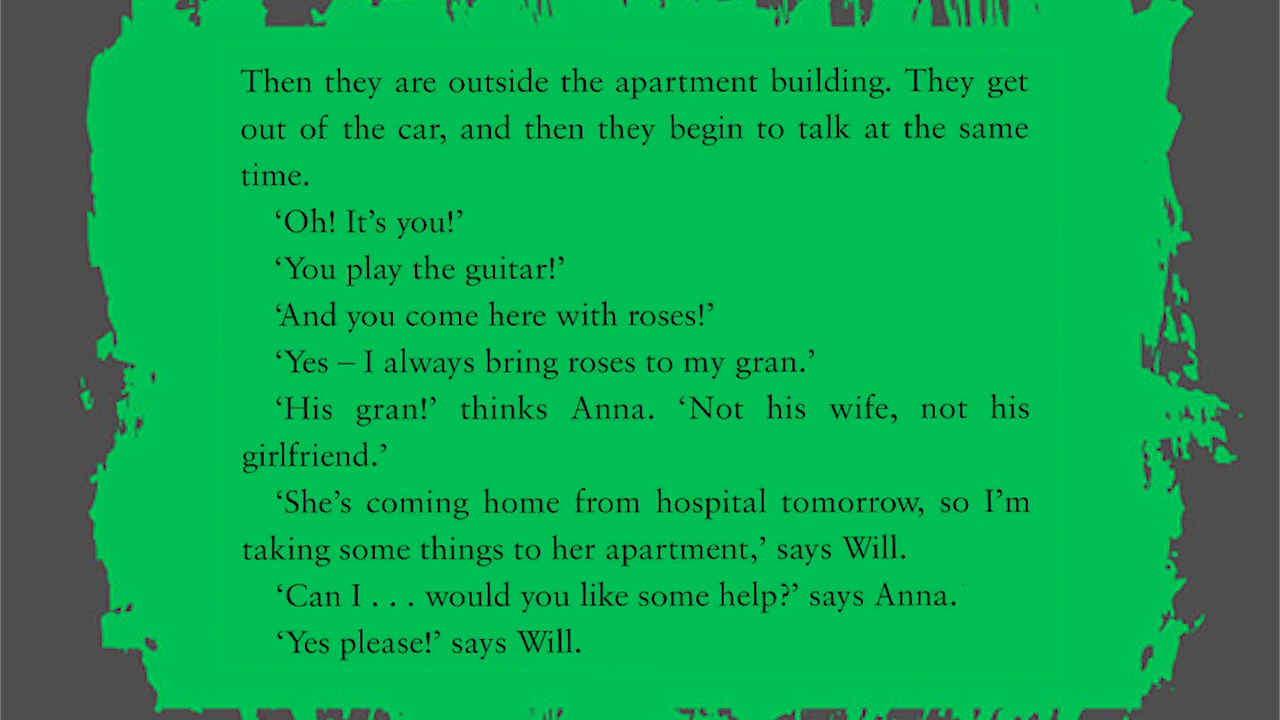 Then they are outside the apartment building. They get
out of the car, and then they begin to talk at the same
time.
‘Oh! It’s you!’
‘You play the guitar!’
‘And you come here with roses!’
‘Yes – I always bring roses to my gran.’
‘His gran!’ thinks Anna. ‘Not his wife, not his
girlfriend.’
‘She’s coming home from hospital tomorrow, so I’m
taking some things to her apartment,’ says Will.
‘Can I . . . would you like some help?’ says Anna.
‘Yes please!’ says Will.